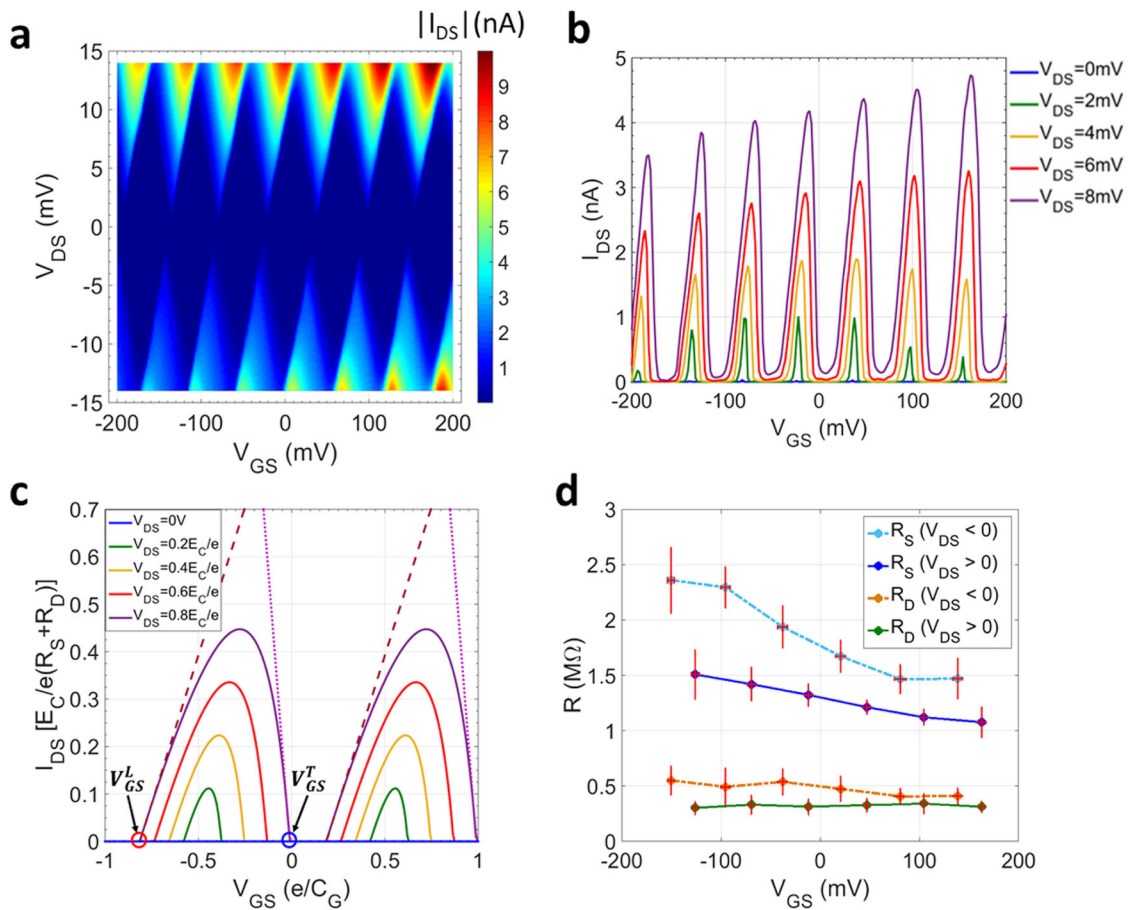 a
|I_DS| (nA)
15
10
5
0
-5
-10
-15
V_DS (mV)
-200 -100 0 100 200
V_GS (mV)
9
8
7
6
5
4
3
2
1
b
5
4
3
2
1
0
I_DS (nA)
-200 -100 0 100 200
V_GS (mV)
V_DS=0mV
V_DS=2mV
V_DS=4mV
V_DS=6mV
V_DS=8mV
c
0.7
0.6
0.5
0.4
0.3
0.2
0.1
0
I_DS [E_C/e(R_S+R_D)]
V_DS=0V
V_DS=0.2E_C/e
V_DS=0.4E_C/e
V_DS=0.6E_C/e
V_DS=0.8E_C/e
V_GS^L
V_GS^T
-1 -0.5 0 0.5 1
V_GS (e/C_G)
d
3
2.5
2
1.5
1
0.5
0
R (MΩ)
R_S (V_DS < 0)
R_S (V_DS > 0)
R_D (V_DS < 0)
R_D (V_DS > 0)
-200 -100 0 100 200
V_GS (mV)